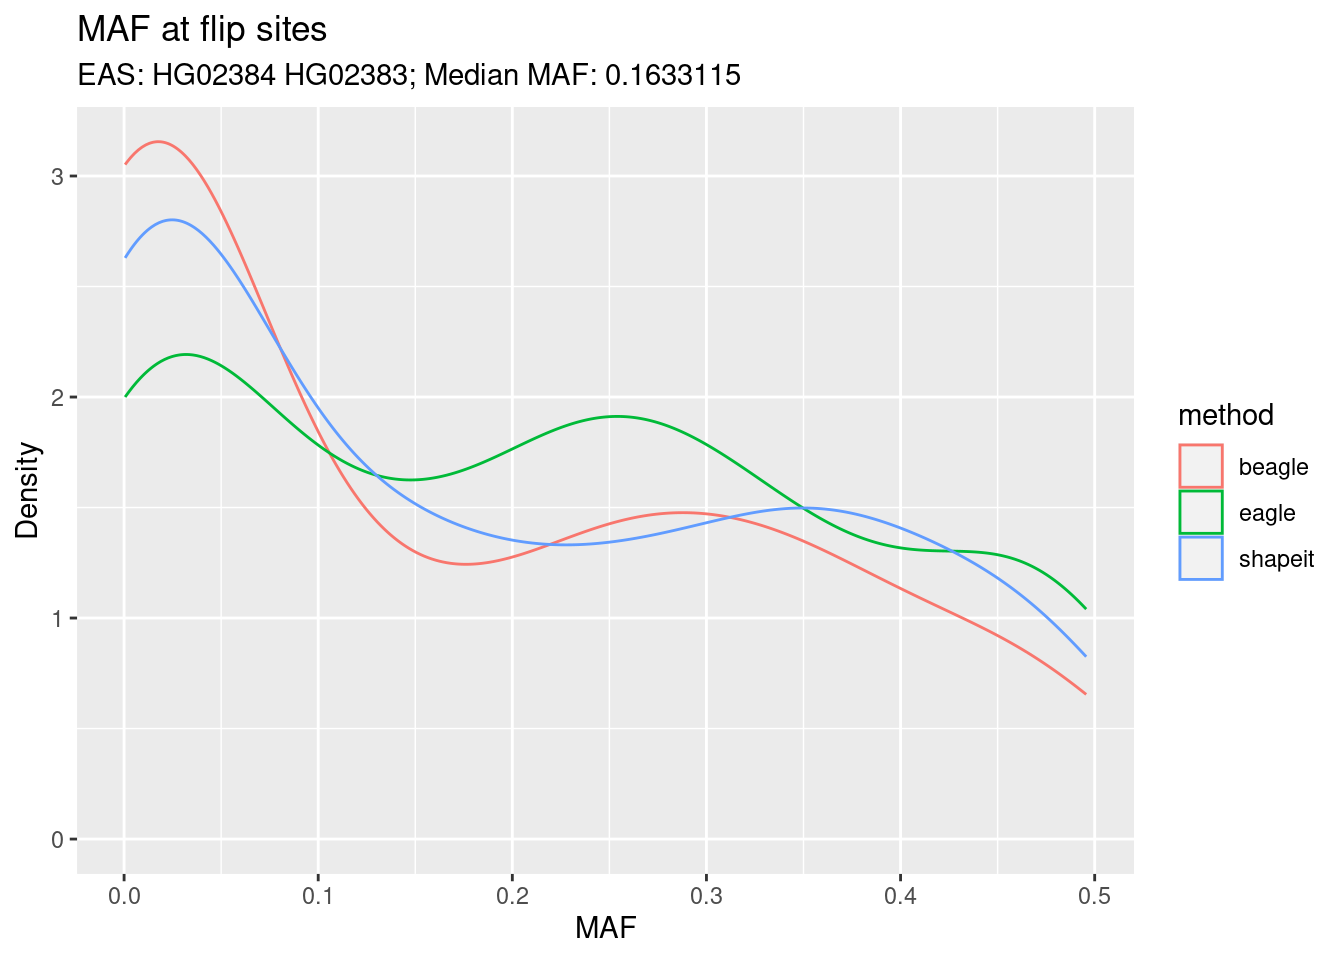 MAF at flip sites
EAS: HG02384 HG02383; Median MAF: 0.1633115
Density
3
2
1
0
0.0
0.1
0.2
0.3
0.4
0.5
MAF
method
beagle
eagle
shapeit